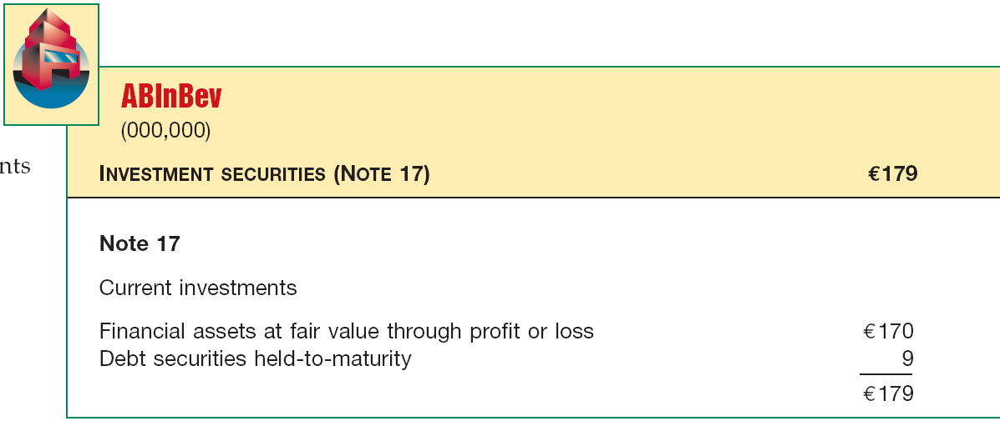 ABInBev
(000,000)
nts
INVESTMENT SECURITIES (NOTE 17) €179
Note 17
Current investments
Financial assets at fair value through profit or loss €170
Debt securities held-to-maturity 9
€179